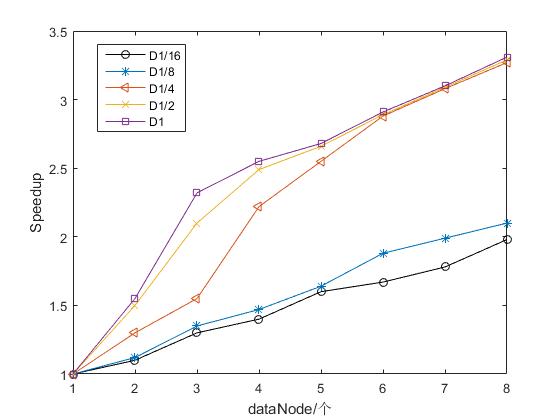 3.5
3
2.5
2
1.5
1
Speedup
D1/16
D1/8
D1/4
D1/2
D1
1 2 3 4 5 6 7 8
dataNode/个